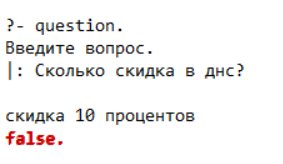 ?- question.
Введите вопрос.
|: Сколько скидка в днс?
скидка 10 процентов
false.